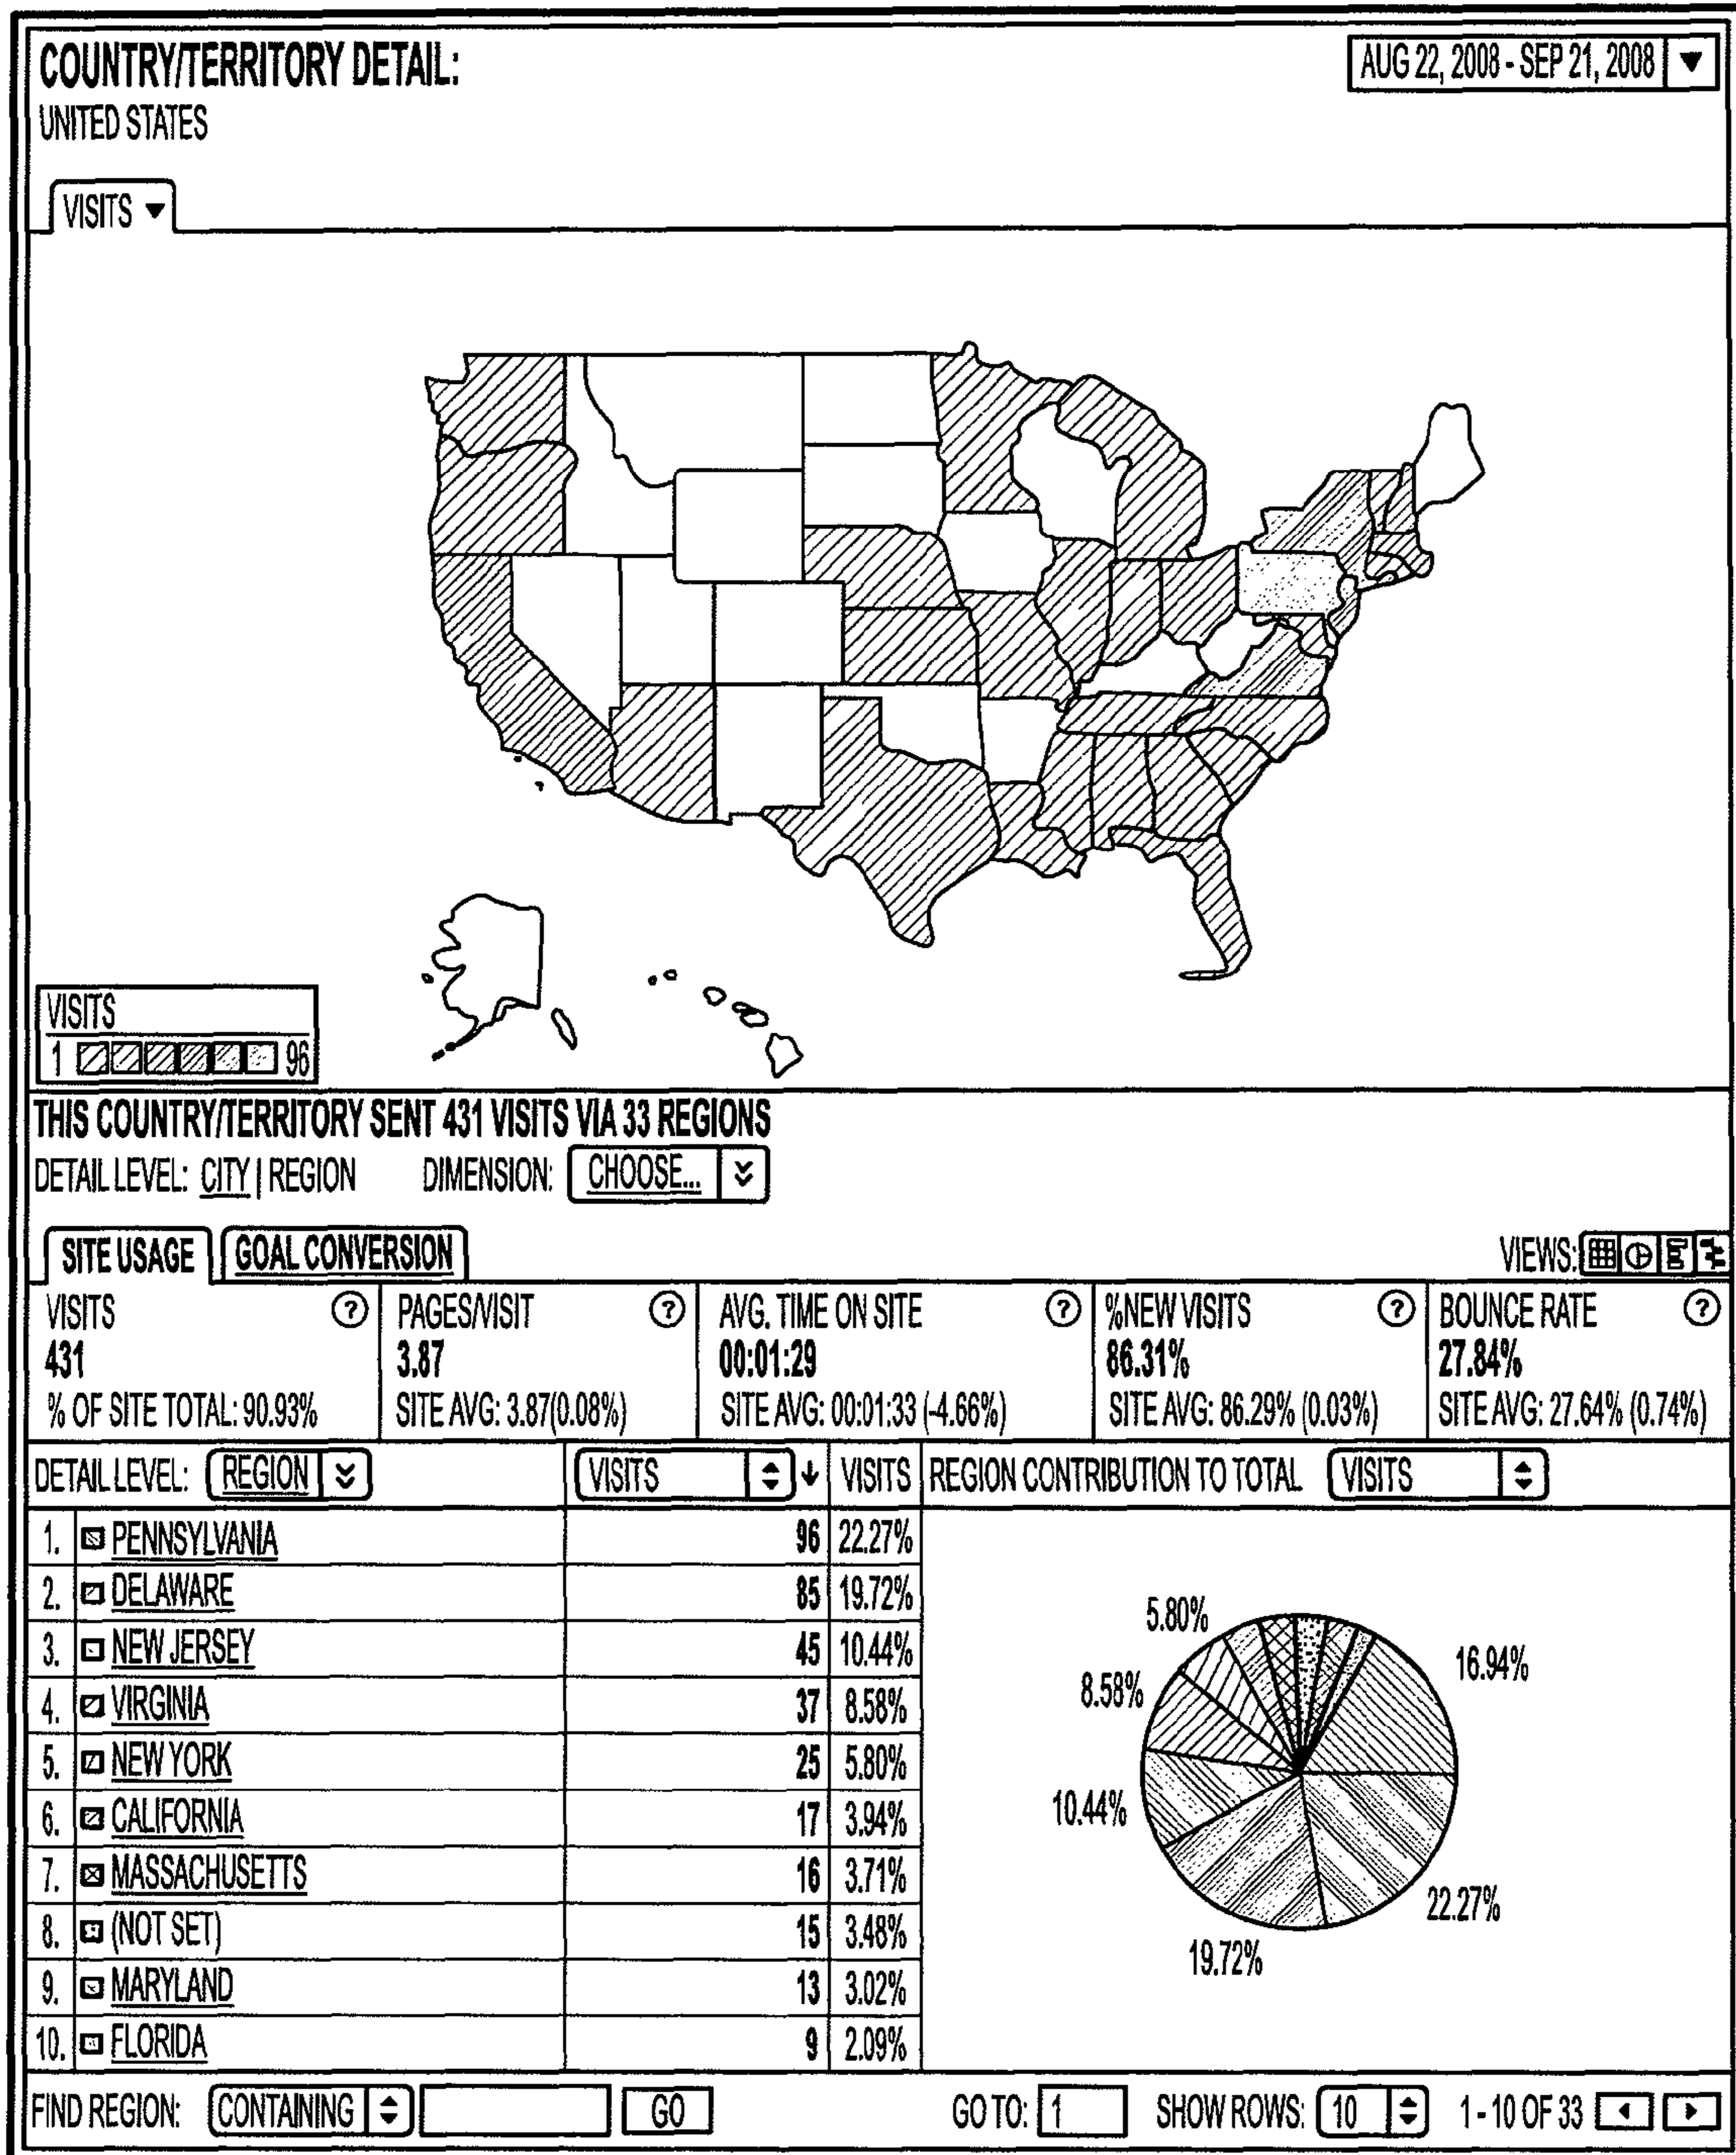 COUNTRY/TERRITORY DETAIL:
AUG 22, 2008 - SEP 21, 2008
UNITED STATES
VISITS
VISITS
1 96
THIS COUNTRY/TERRITORY SENT 431 VISITS VIA 33 REGIONS
DETAIL LEVEL: CITY | REGION DIMENSION: CHOOSE...
SITE USAGE GOAL CONVERSION VIEWS:
VISITS ? PAGES/VISIT ? AVG. TIME ON SITE ? %NEW VISITS ? BOUNCE RATE ?
431 3.87 00:01:29 86.31% 27.84%
% OF SITE TOTAL: 90.93% SITE AVG: 3.87(0.08%) SITE AVG: 00:01:33 (-4.66%) SITE AVG: 86.29% (0.03%) SITE AVG: 27.64% (0.74%)
DETAIL LEVEL: REGION VISITS VISITS REGION CONTRIBUTION TO TOTAL VISITS
1. PENNSYLVANIA 96 22.27%
2. DELAWARE 85 19.72%
3. NEW JERSEY 45 10.44%
4. VIRGINIA 37 8.58%
5. NEW YORK 25 5.80%
6. CALIFORNIA 17 3.94%
7. MASSACHUSETTS 16 3.71%
8. (NOT SET) 15 3.48%
9. MARYLAND 13 3.02%
10. FLORIDA 9 2.09%
5.80%
16.94%
8.58%
10.44%
22.27%
19.72%
FIND REGION: CONTAINING GO GO TO: 1 SHOW ROWS: 10 1 - 10 OF 33